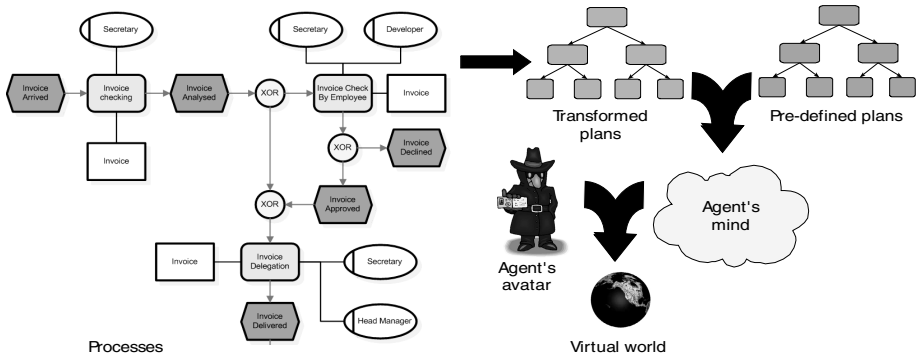 Secretary
Secretary
Developer
Invoice
Arrived
Invoice
checking
Invoice
Analysed
XOR
Invoice Check
By Employee
Invoice
Invoice
XOR
Invoice
Declined
XOR
Invoice
Approved
Invoice
Invoice
Delegation
Secretary
Invoice
Delivered
Head Manager
Processes
Transformed
plans
Pre-defined plans
Agent's
mind
Agent's
avatar
Virtual world